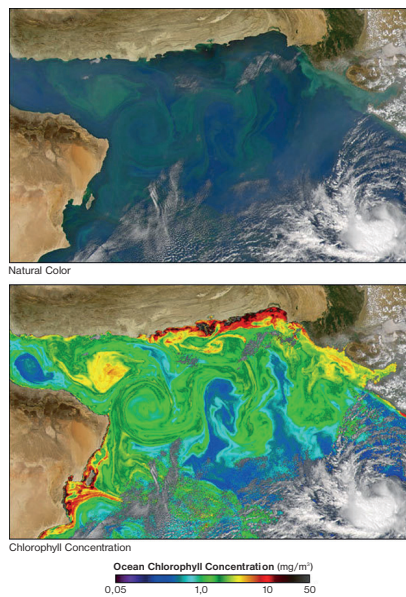 Natural Color
Chlorophyll Concentration
Ocean Chlorophyll Concentration (mg/m³)
0,05 1,0 10 50